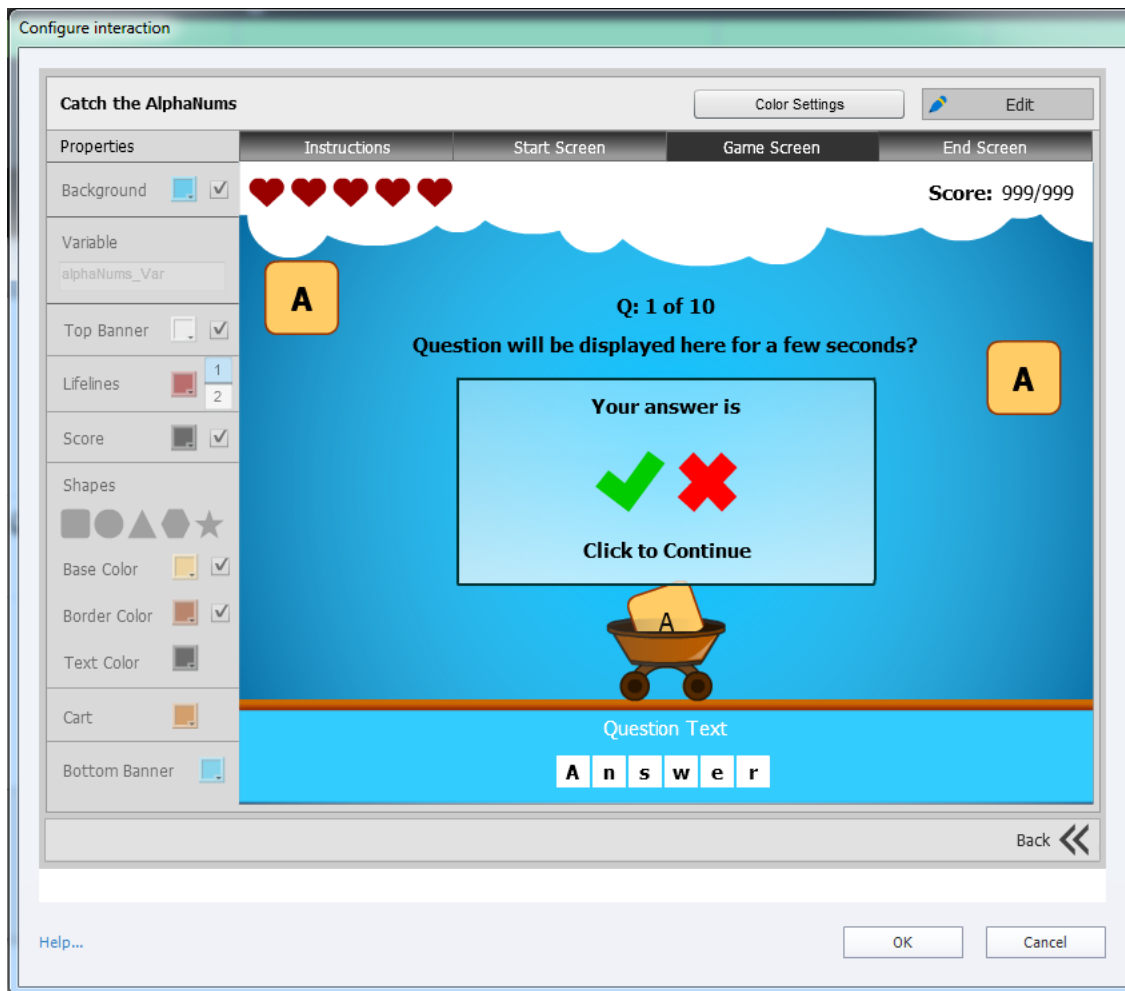 Configure interaction
Catch the AlphaNums
Color Settings
Edit
Properties
Instructions
Start Screen
Game Screen
End Screen
Background
Score: 999/999
Variable
alphaNums_Var
A
Q: 1 of 10
Top Banner
Question will be displayed here for a few seconds?
A
Lifelines
1
2
Your answer is
Score
Shapes
Click to Continue
Base Color
Border Color
A
Text Color
Cart
Question Text
Bottom Banner
A n s w e r
Back
Help...
OK
Cancel